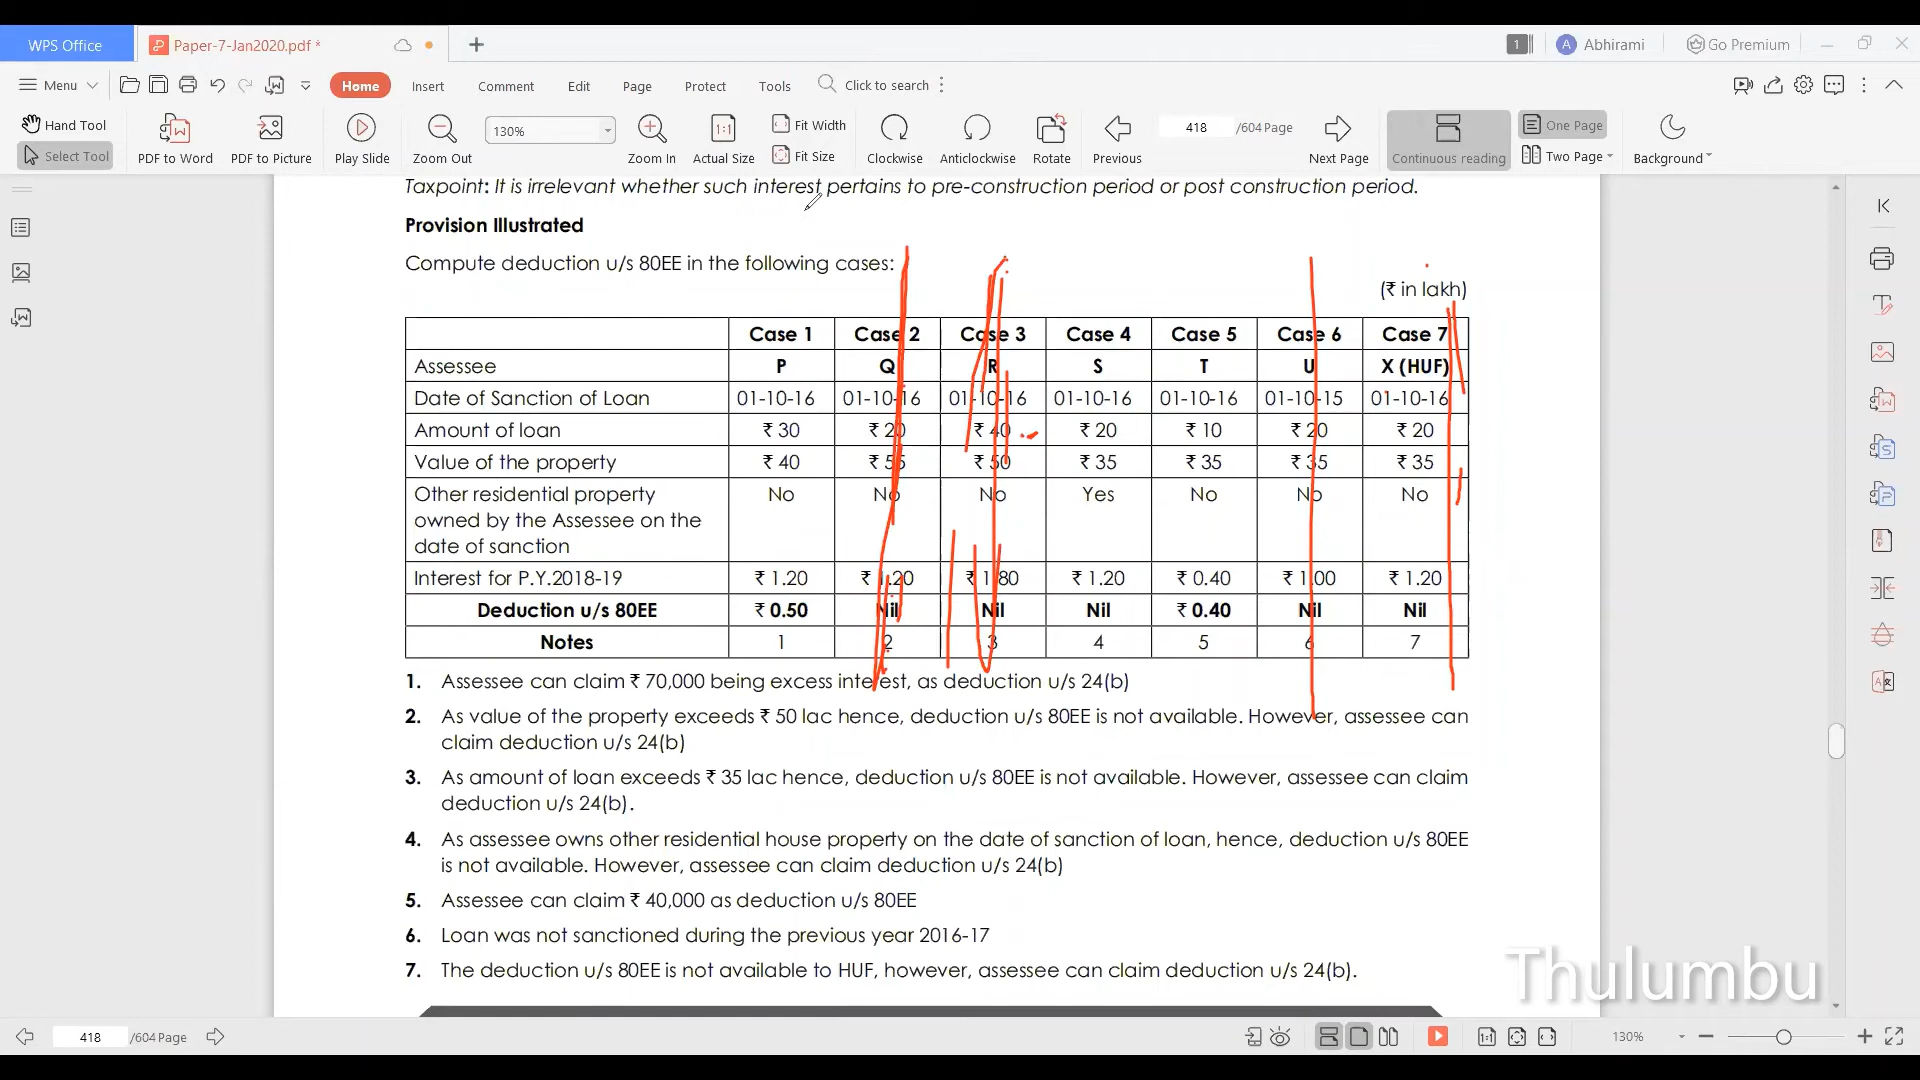 WPS Office
Paper-7-Jan2020.pdf *
1
A Abhirami
Go Premium
Menu
Home
Insert
Comment
Edit
Page
Protect
Tools
Click to search
Hand Tool
Select Tool
PDF to Word
PDF to Picture
Play Slide
Zoom Out
130%
Zoom In
1:1
Actual Size
Fit Width
Fit Size
Clockwise
Anticlockwise
Rotate
Previous
418 /604 Page
Next Page
Continuous reading
One Page
Two Page
Background
Taxpoint: It is irrelevant whether such interest pertains to pre-construction period or post construction period.
Provision Illustrated
Compute deduction u/s 80EE in the following cases:
(₹ in lakh)
Case 1 Case 2 Case 3 Case 4 Case 5 Case 6 Case 7
Assessee P Q R S T U X (HUF)
Date of Sanction of Loan 01-10-16 01-10-16 01-10-16 01-10-16 01-10-16 01-10-15 01-10-16
Amount of loan ₹ 30 ₹ 20 ₹ 40 ₹ 20 ₹ 10 ₹ 20 ₹ 20
Value of the property ₹ 40 ₹ 55 ₹ 50 ₹ 35 ₹ 35 ₹ 35 ₹ 35
Other residential property No No No Yes No No No
owned by the Assessee on the
date of sanction
Interest for P.Y.2018-19 ₹ 1.20 ₹ 1.20 ₹ 1.80 ₹ 1.20 ₹ 0.40 ₹ 1.00 ₹ 1.20
Deduction u/s 80EE ₹ 0.50 Nil Nil Nil ₹ 0.40 Nil Nil
Notes 1 2 3 4 5 6 7
1. Assessee can claim ₹ 70,000 being excess interest, as deduction u/s 24(b)
2. As value of the property exceeds ₹ 50 lac hence, deduction u/s 80EE is not available. However, assessee can
claim deduction u/s 24(b)
3. As amount of loan exceeds ₹ 35 lac hence, deduction u/s 80EE is not available. However, assessee can claim
deduction u/s 24(b).
4. As assessee owns other residential house property on the date of sanction of loan, hence, deduction u/s 80EE
is not available. However, assessee can claim deduction u/s 24(b)
5. Assessee can claim ₹ 40,000 as deduction u/s 80EE
6. Loan was not sanctioned during the previous year 2016-17
7. The deduction u/s 80EE is not available to HUF, however, assessee can claim deduction u/s 24(b).
Thulumbu
418 /604 Page
1:1
130%